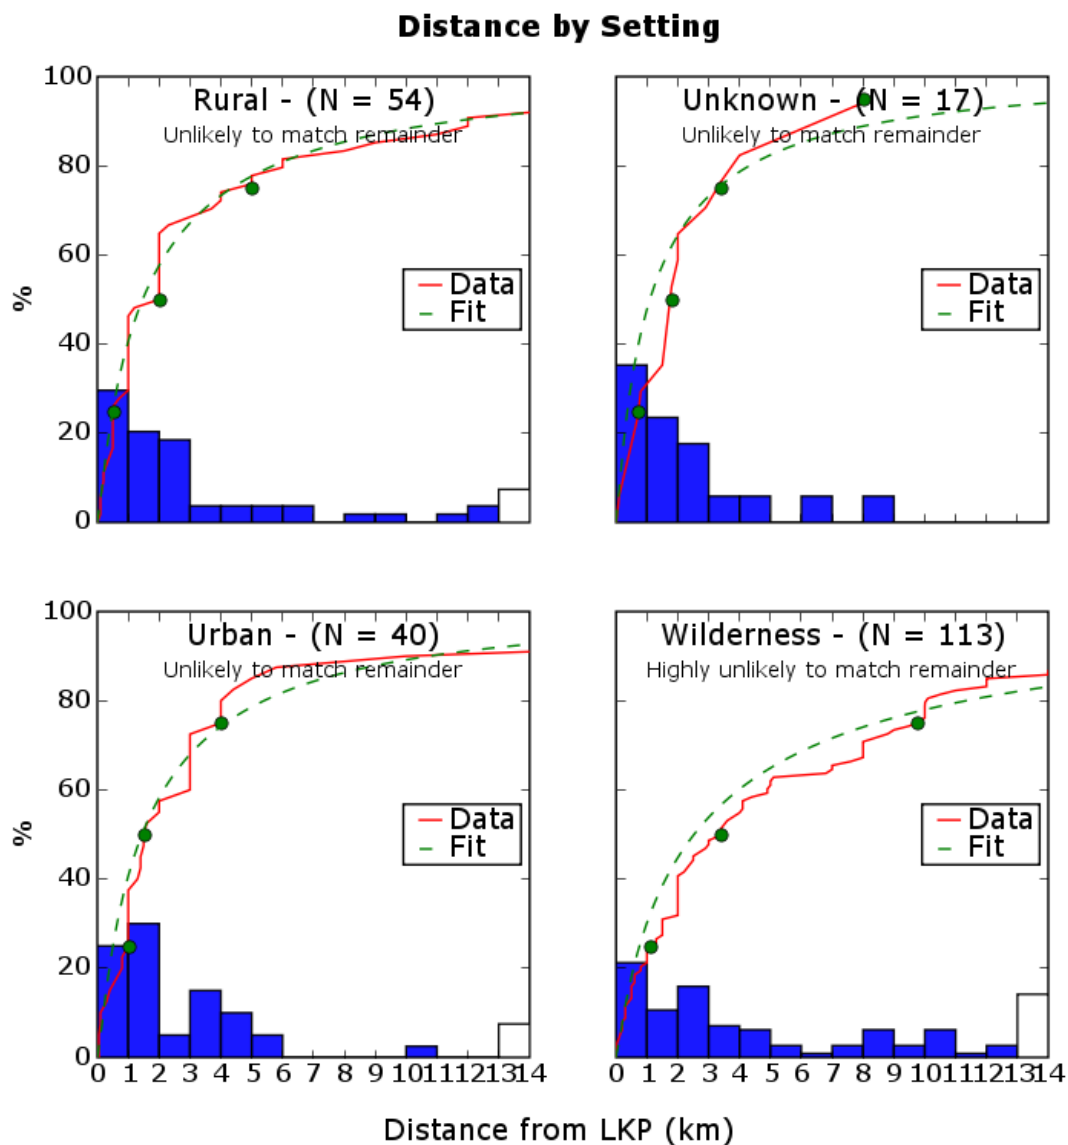 Distance by Setting
Rural - (N = 54)
Unlikely to match remainder
100
80
60
40
20
0
%
Data
Fit
Unknown - (N = 17)
Unlikely to match remainder
Data
Fit
Urban - (N = 40)
Unlikely to match remainder
100
80
60
40
20
0
%
Data
Fit
0 1 2 3 4 5 6 7 8 9 10 11 12 13 14
Wilderness - (N = 113)
Highly unlikely to match remainder
Data
Fit
0 1 2 3 4 5 6 7 8 9 10 11 12 13 14
Distance from LKP (km)